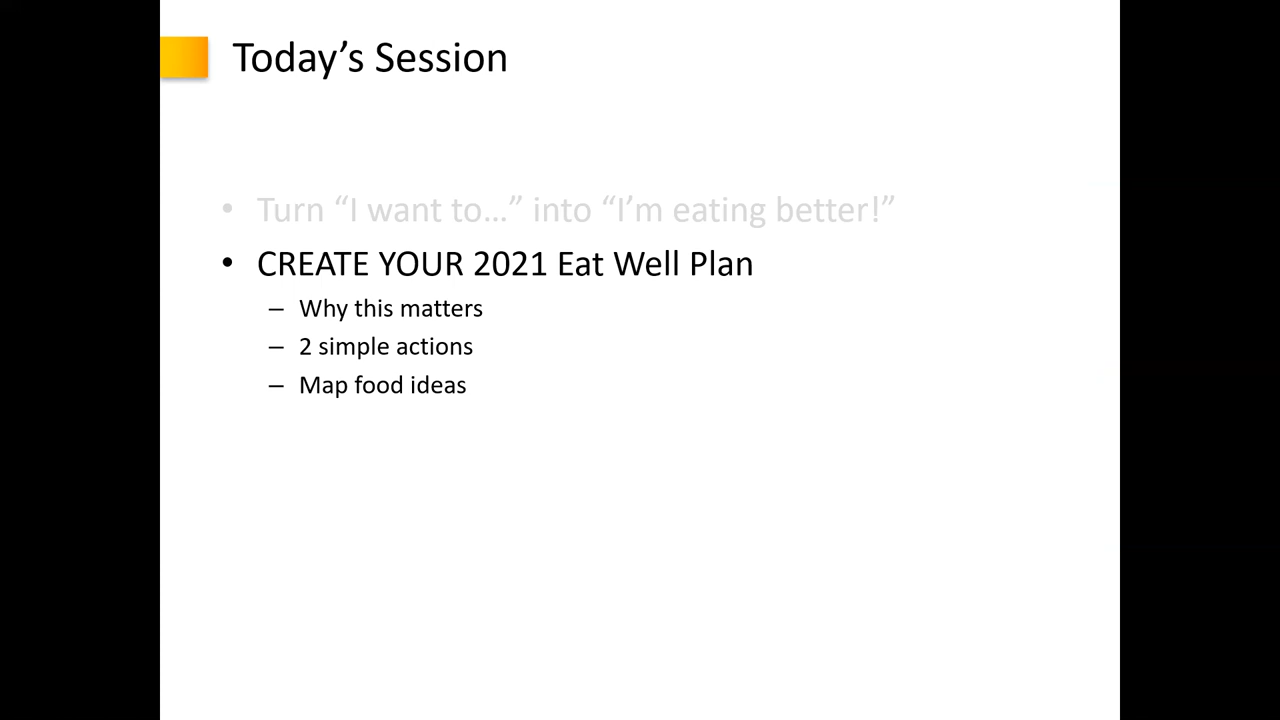 Today’s Session
• Turn “I want to…” into “I’m eating better!”
• CREATE YOUR 2021 Eat Well Plan
– Why this matters
– 2 simple actions
– Map food ideas